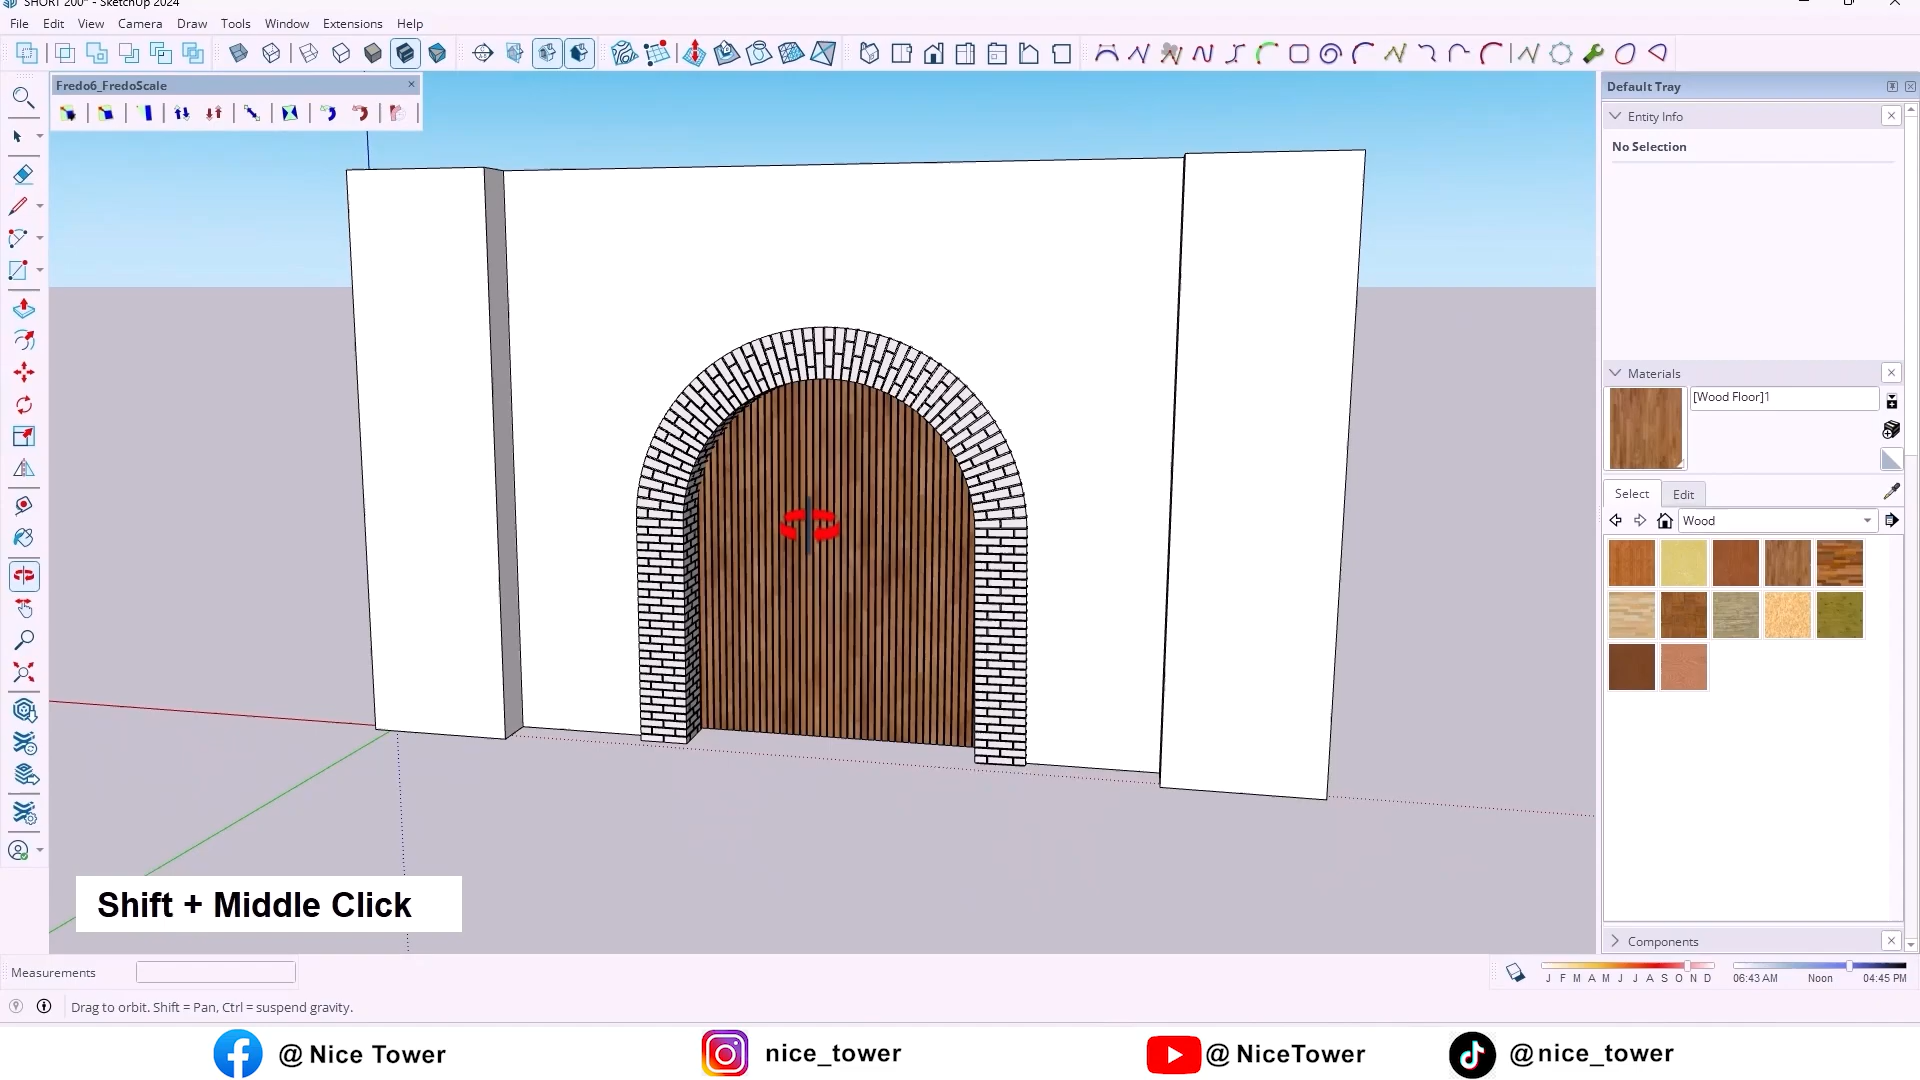 SHORT 200* - SketchUp 2024
File Edit View Camera Draw Tools Window Extensions Help
Fredo6_FredoScale
Default Tray
Entity Info
No Selection
Materials
[Wood Floor]1
Select Edit
Wood
Components
Shift + Middle Click
Measurements
J F M A M J J A S O N D 06:43 AM Noon 04:45 PM
Drag to orbit. Shift = Pan, Ctrl = suspend gravity.
@ Nice Tower nice_tower @ NiceTower @nice_tower